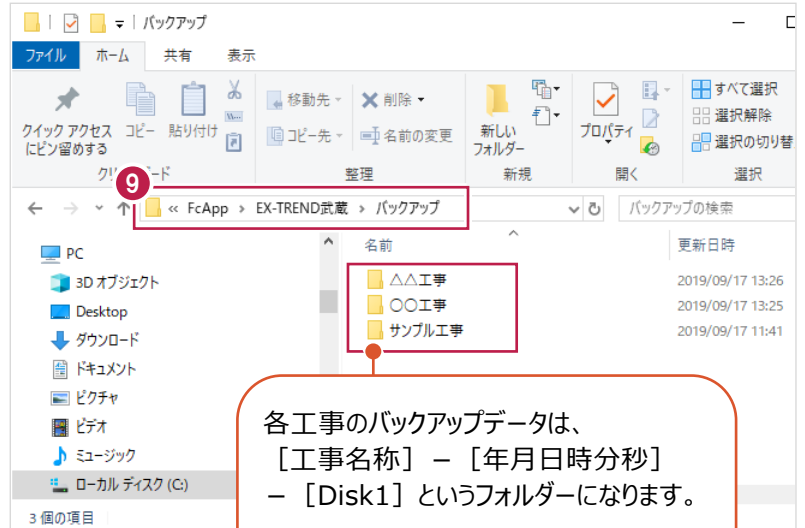 バックアップ
ファイル ホーム 共有 表示
クイック アクセス
にピン留めする
コピー 貼り付け
移動先 削除
コピー先 名前の変更
新しい
フォルダー
プロパティ
開く
すべて選択
選択解除
選択の切り替
整理 新規 開く 選択
9
« FcApp › EX-TREND武蔵 › バックアップ
バックアップの検索
名前 更新日時
PC
3D オブジェクト
Desktop
ダウンロード
ドキュメント
ピクチャ
ビデオ
ミュージック
ローカル ディスク (C:)
△△工事 2019/09/17 13:26
〇〇工事 2019/09/17 13:25
サンプル工事 2019/09/17 11:41
各工事のバックアップデータは、
［工事名称］－［年月日時分秒］
－［Disk1］というフォルダーになります。
3 個の項目